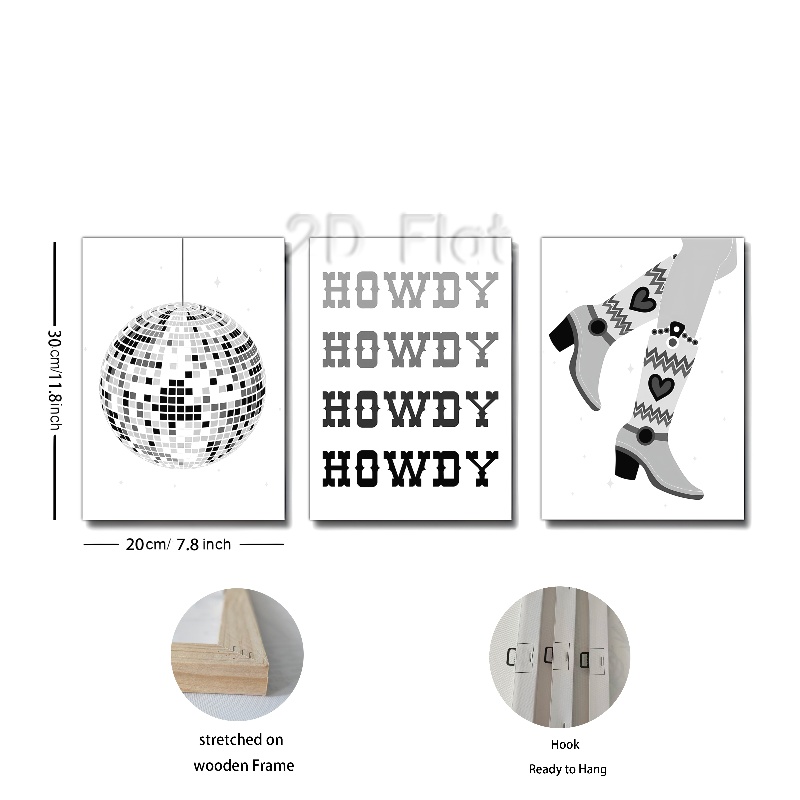 2D Flat
HOWDY
HOWDY
HOWDY
HOWDY
30cm/11.8inch
20cm/ 7.8 inch
stretched on
wooden Frame
Hook
Ready to Hang